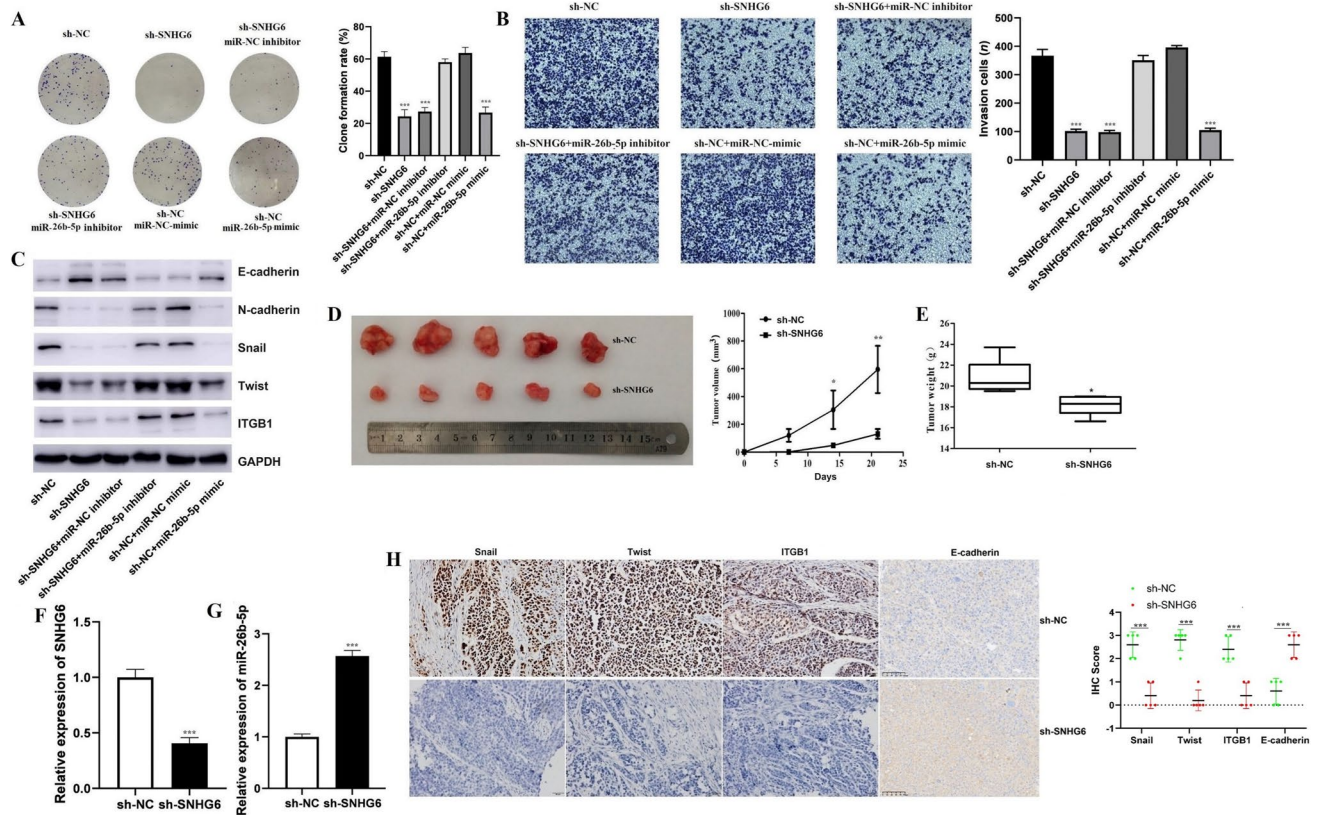 A
sh-NC
sh-SNHG6
sh-SNHG6
miR-NC inhibitor
sh-SNHG6
miR-26b-5p inhibitor
sh-NC
miR-NC-mimic
sh-NC
miR-26b-5p mimic
Clone formation rate (%)
80
60
40
20
0
***
***
***
sh-NC
sh-SNHG6
sh-SNHG6+miR-NC inhibitor
sh-SNHG6+miR-26b-5p inhibitor
sh-NC+miR-NC mimic
sh-NC+miR-26b-5p mimic
B
sh-NC
sh-SNHG6
sh-SNHG6+miR-NC inhibitor
sh-SNHG6+miR-26b-5p inhibitor
sh-NC+miR-NC-mimic
sh-NC+miR-26b-5p mimic
Invasion cells (n)
500
400
300
200
100
0
***
***
***
sh-NC
sh-SNHG6
sh-SNHG6+miR-NC inhibitor
sh-SNHG6+miR-26b-5p inhibitor
sh-NC+miR-NC mimic
sh-NC+miR-26b-5p mimic
C
E-cadherin
N-cadherin
Snail
Twist
ITGB1
GAPDH
sh-NC
sh-SNHG6
sh-SNHG6+miR-NC inhibitor
sh-SNHG6+miR-26b-5p inhibitor
sh-NC+miR-NC mimic
sh-NC+miR-26b-5p mimic
D
sh-NC
sh-SNHG6
1 2 3 4 5 6 7 8 9 10 11 12 13 14 15
Tumor volume (mm3)
1000
800
600
400
200
0
sh-NC
sh-SNHG6
*
**
0 5 10 15 20 25
Days
E
Tumor weight (g)
26
24
22
20
18
16
14
*
sh-NC
sh-SNHG6
F
Relative expression of SNHG6
1.5
1.0
0.5
0.0
***
sh-NC sh-SNHG6
G
Relative expression of miR-26b-5p
3
2
1
0
***
sh-NC sh-SNHG6
H
Snail
Twist
ITGB1
E-cadherin
sh-NC
sh-SNHG6
sh-NC
sh-SNHG6
IHC Score
4
3
2
1
0
-1
*** *** *** ***
Snail Twist ITGB1 E-cadherin